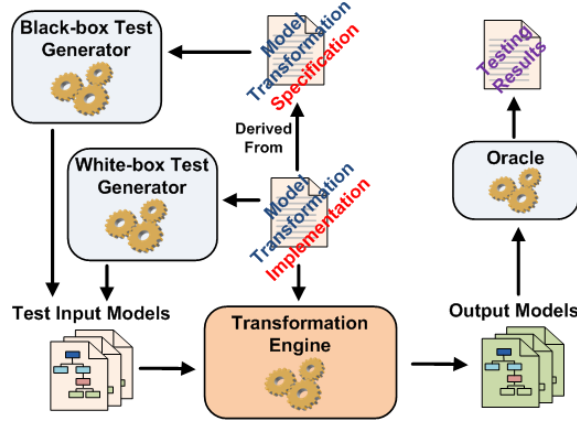 Black-box Test
Generator
Model
Transformation
Specification
Testing
Results
Derived
From
White-box Test
Generator
Model
Transformation
Implementation
Oracle
Test Input Models
Transformation
Engine
Output Models